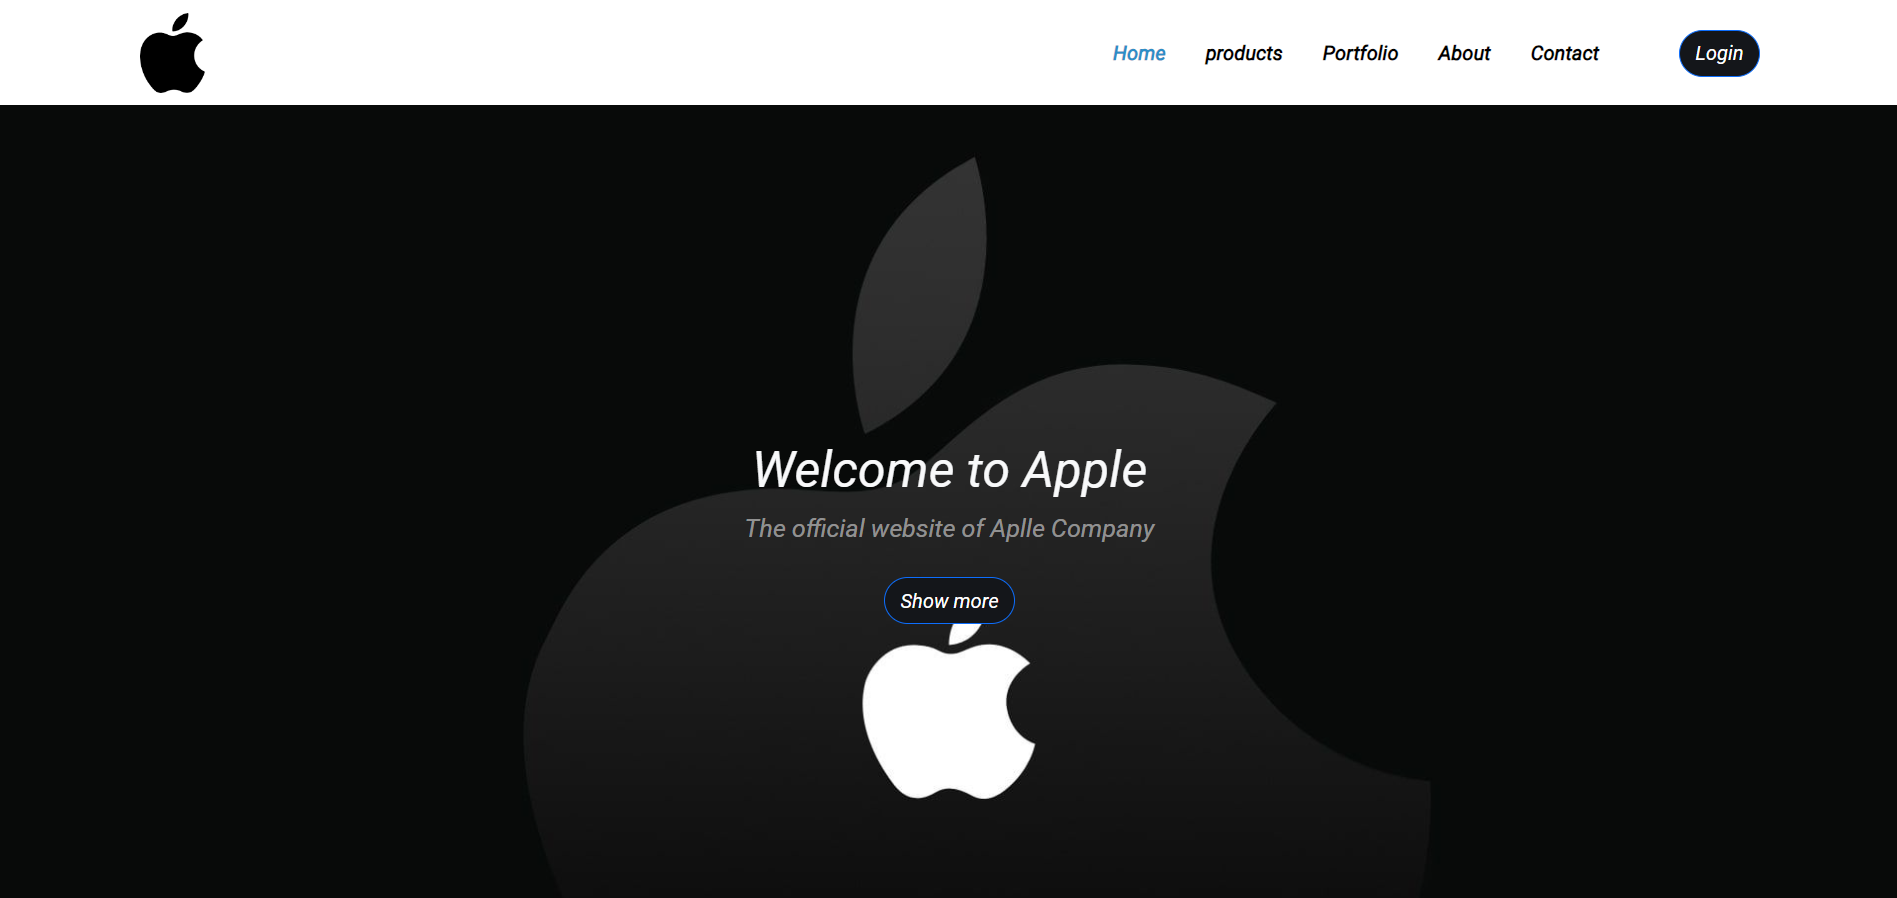 Home products Portfolio About Contact Login
Welcome to Apple
The official website of Aplle Company
Show more